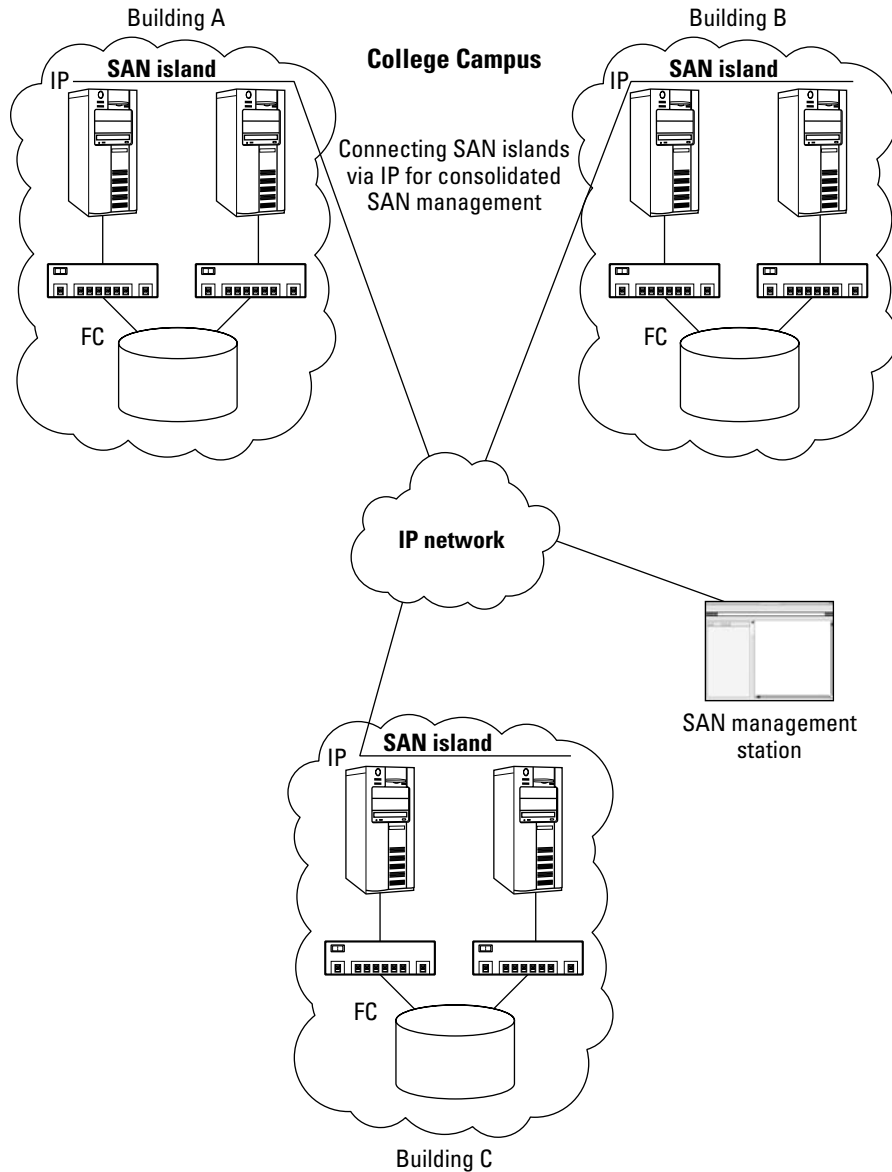 Building A
Building B
College Campus
IP
SAN island
IP
SAN island
Connecting SAN islands
via IP for consolidated
SAN management
FC
FC
IP network
SAN management
station
SAN island
IP
FC
Building C